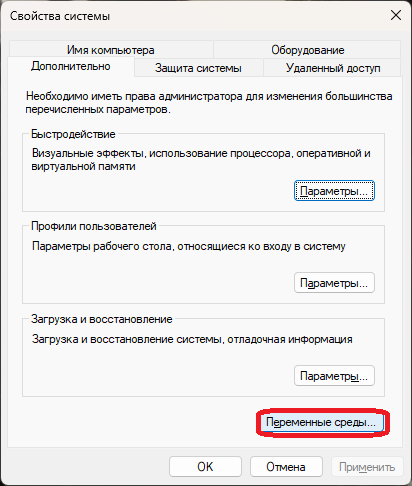 Свойства системы
Имя компьютера
Оборудование
Дополнительно
Защита системы
Удаленный доступ
Необходимо иметь права администратора для изменения большинства
перечисленных параметров.
Быстродействие
Визуальные эффекты, использование процессора, оперативной и
виртуальной памяти
Параметры...
Профили пользователей
Параметры рабочего стола, относящиеся ко входу в систему
Параметры...
Загрузка и восстановление
Загрузка и восстановление системы, отладочная информация
Параметры...
Переменные среды...
OK
Отмена
Применить